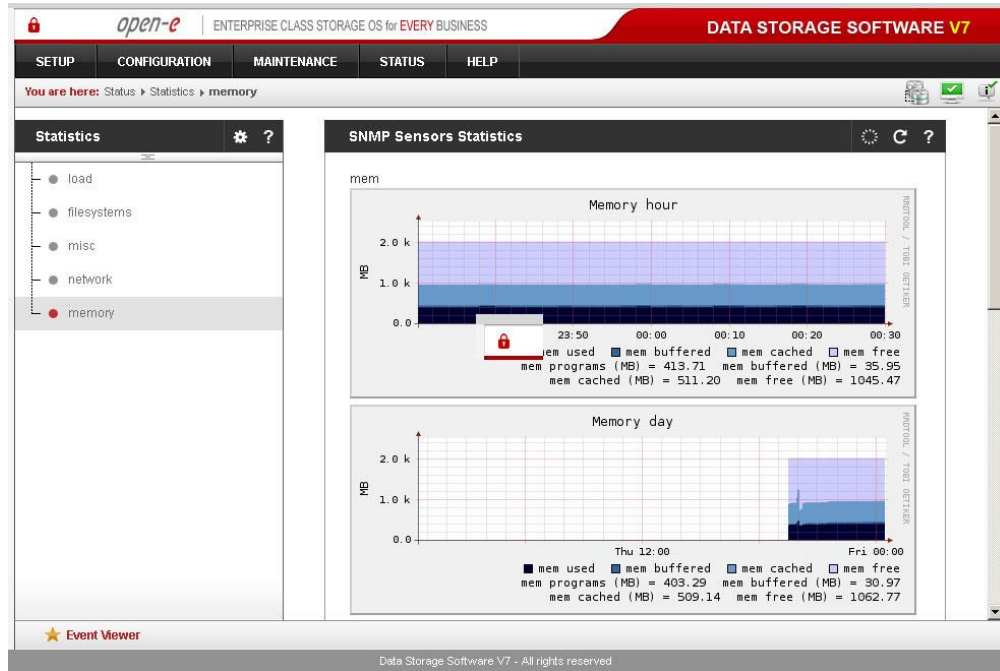 open-e ENTERPRISE CLASS STORAGE OS for EVERY BUSINESS DATA STORAGE SOFTWARE V7
SETUP CONFIGURATION MAINTENANCE STATUS HELP
You are here: Status Statistics memory
Statistics ?
load
filesystems
misc
network
memory
SNMP Sensors Statistics ?
mem
Memory hour
RRDTOOL / TOBI OETIKER
MB
2.0 k
1.0 k
0.0
23:50 00:00 00:10 00:20 00:30
em used mem buffered mem cached mem free
mem programs (MB) = 413.71 mem buffered (MB) = 35.95
mem cached (MB) = 511.20 mem free (MB) = 1045.47
Memory day
RRDTOOL / TOBI OETIKER
MB
2.0 k
1.0 k
0.0
Thu 12:00 Fri 00:00
mem used mem buffered mem cached mem free
mem programs (MB) = 403.29 mem buffered (MB) = 30.97
mem cached (MB) = 509.14 mem free (MB) = 1062.77
Event Viewer
Data Storage Software V7 - All rights reserved